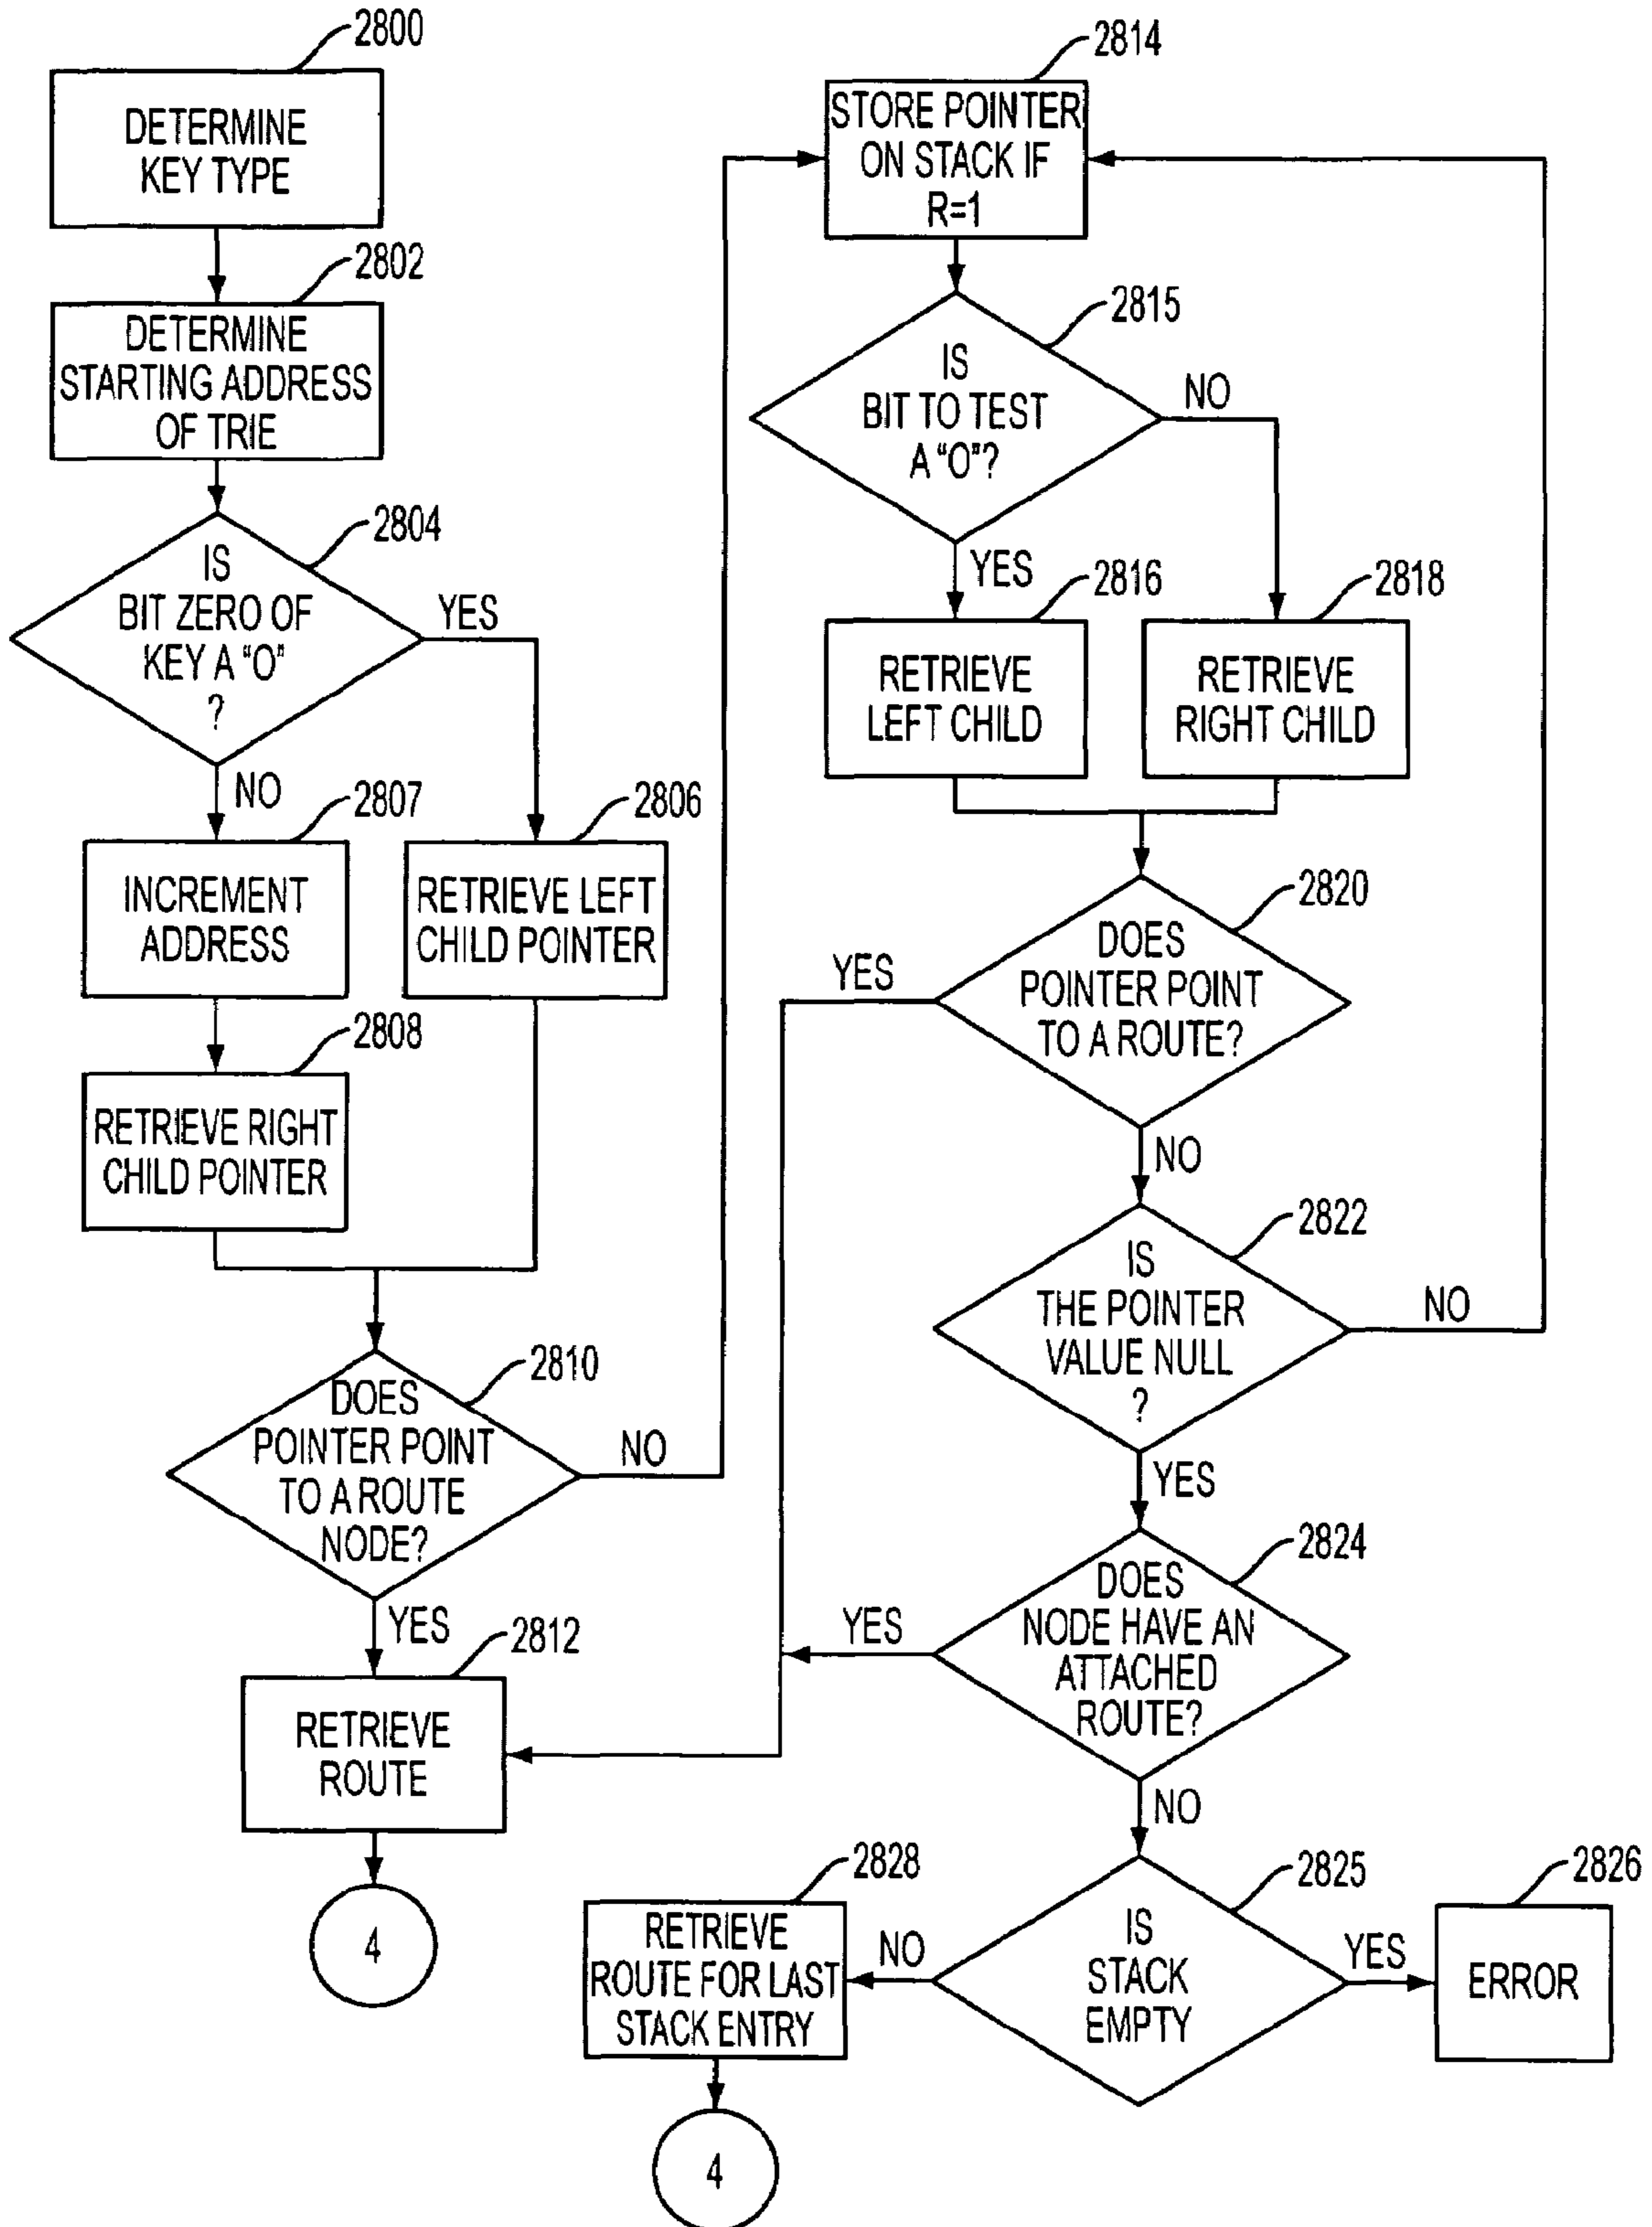 2800
DETERMINE
KEY TYPE
2802
DETERMINE
STARTING ADDRESS
OF TRIE
2804
IS
BIT ZERO OF
KEY A "O"
?
YES
NO
2807
INCREMENT
ADDRESS
2806
RETRIEVE LEFT
CHILD POINTER
2808
RETRIEVE RIGHT
CHILD POINTER
2810
DOES
POINTER POINT
TO A ROUTE
NODE?
NO
YES
2812
RETRIEVE
ROUTE
4
2814
STORE POINTER
ON STACK IF
R=1
2815
IS
BIT TO TEST
A "O"?
NO
YES
2816
RETRIEVE
LEFT CHILD
2818
RETRIEVE
RIGHT CHILD
2820
DOES
POINTER POINT
TO A ROUTE?
YES
NO
2822
IS
THE POINTER
VALUE NULL
?
NO
YES
2824
DOES
NODE HAVE AN
ATTACHED
ROUTE?
YES
NO
2825
IS
STACK
EMPTY
NO
YES
2826
ERROR
2828
RETRIEVE
ROUTE FOR LAST
STACK ENTRY
4